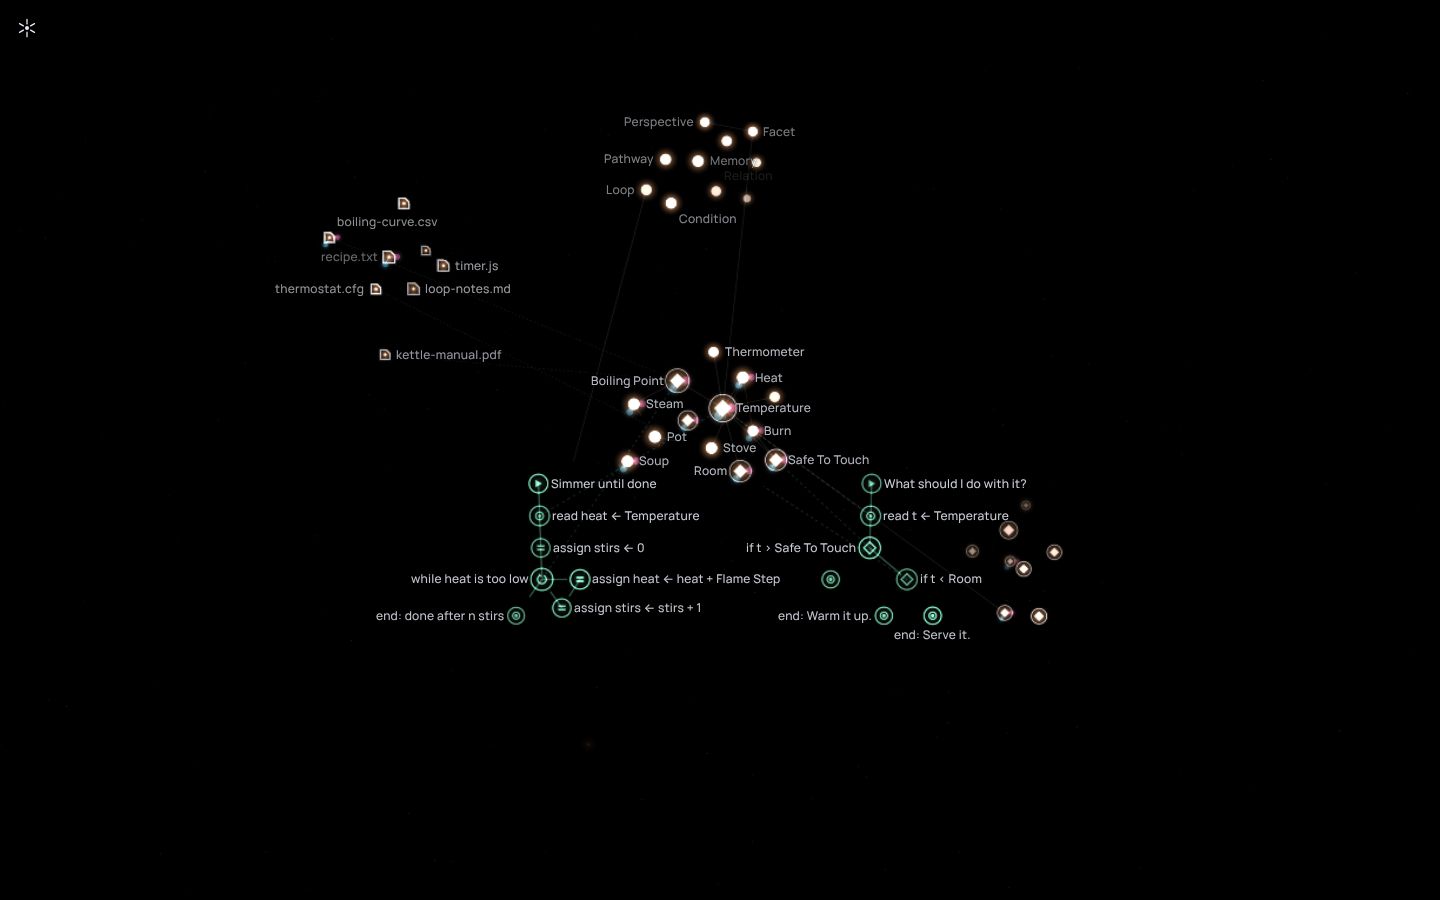 Perspective
Facet
Pathway
Memory
Relation
Loop
Condition
boiling-curve.csv
recipe.txt
timer.js
thermostat.cfg
loop-notes.md
kettle-manual.pdf
Thermometer
Boiling Point
Heat
Steam
Temperature
Pot
Burn
Stove
Soup
Room
Safe To Touch
Simmer until done
What should I do with it?
read heat ← Temperature
read t ← Temperature
assign stirs ← 0
if t > Safe To Touch
while heat is too low
assign heat ← heat + Flame Step
if t < Room
assign stirs ← stirs + 1
end: done after n stirs
end: Warm it up.
end: Serve it.